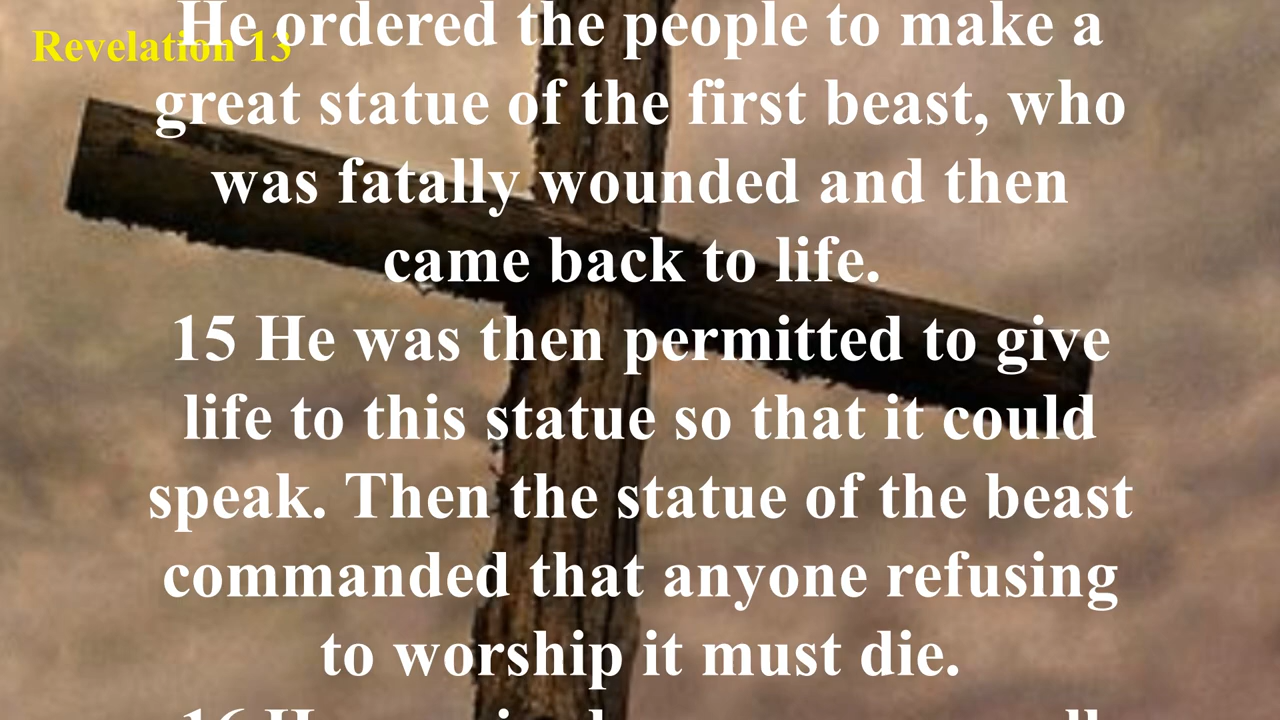 Revelation 13
He ordered the people to make a
great statue of the first beast, who
was fatally wounded and then
came back to life.
15 He was then permitted to give
life to this statue so that it could
speak. Then the statue of the beast
commanded that anyone refusing
to worship it must die.
16 He